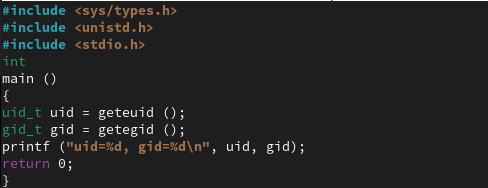 #include <sys/types.h>
#include <unistd.h>
#include <stdio.h>
int
main ()
{
uid_t uid = geteuid ();
gid_t gid = getegid ();
printf ("uid=%d, gid=%d\n", uid, gid);
return 0;
}